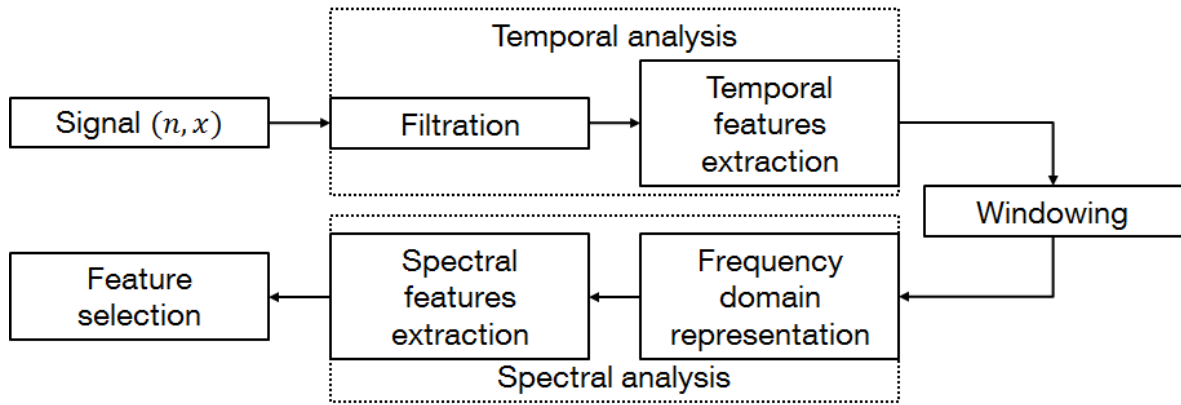 Temporal analysis
Signal (n, x)
Filtration
Temporal
features
extraction
Windowing
Frequency
domain
representation
Spectral
features
extraction
Feature
selection
Spectral analysis